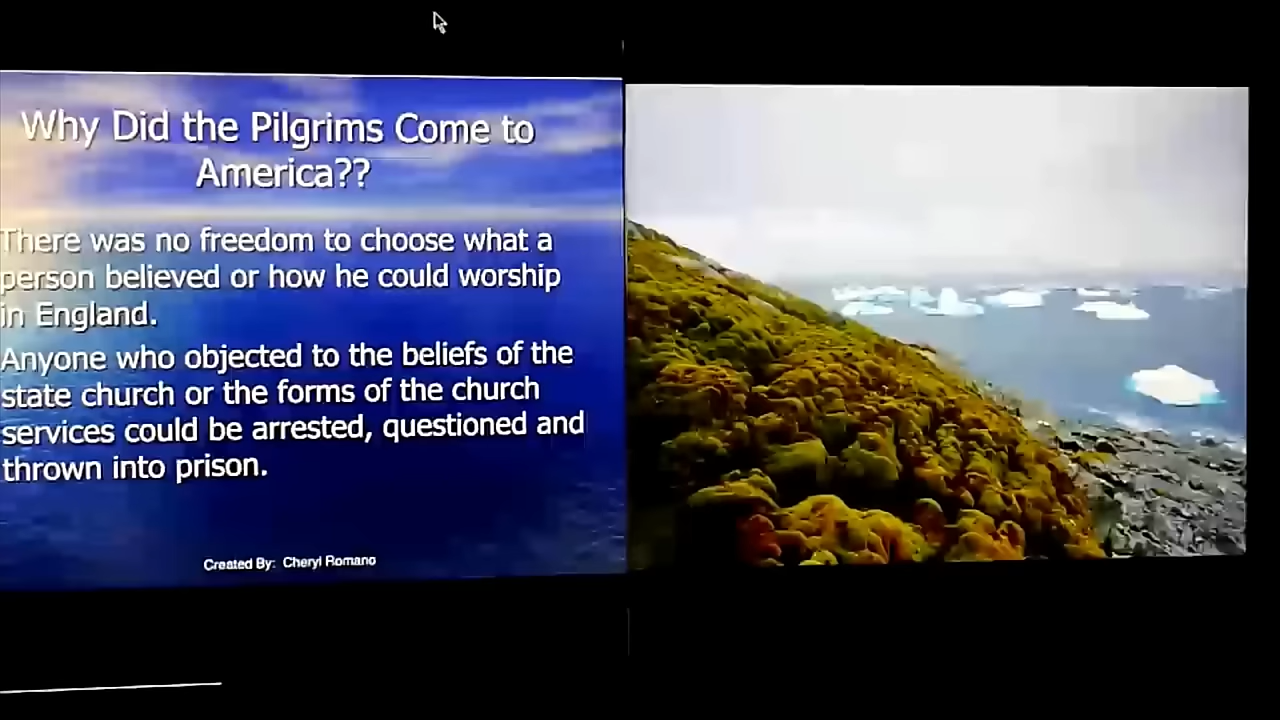 Why Did the Pilgrims Come to
America??
There was no freedom to choose what a
person believed or how he could worship
in England.
Anyone who objected to the beliefs of the
state church or the forms of the church
services could be arrested, questioned and
thrown into prison.
Created By: Cheryl Romano